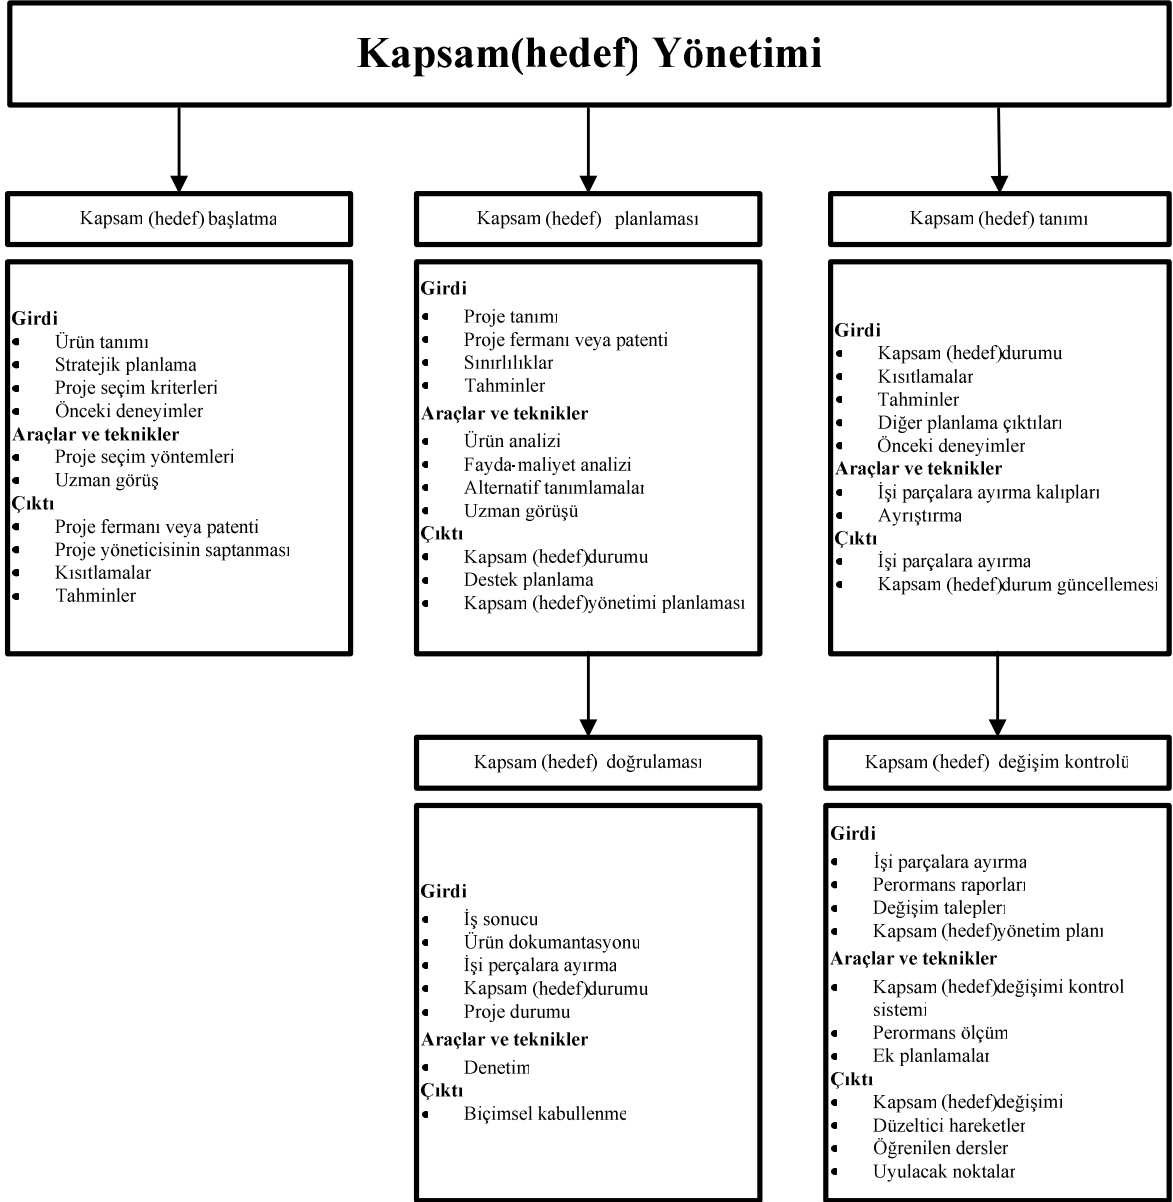 Kapsam(hedef) Yönetimi
Kapsam (hedef) başlatma
Girdi
• Ürün tanımı
• Stratejik planlama
• Proje seçim kriterleri
• Önceki deneyimler
Araçlar ve teknikler
• Proje seçim yöntemleri
• Uzman görüş
Çıktı
• Proje fermanı veya patenti
• Proje yöneticisinin saptanması
• Kısıtlamalar
• Tahminler
Kapsam (hedef) planlaması
Girdi
• Proje tanımı
• Proje fermanı veya patenti
• Sınırlılıklar
• Tahminler
Araçlar ve teknikler
• Ürün analizi
• Fayda-maliyet analizi
• Alternatif tanımlamalar
• Uzman görüşü
Çıktı
• Kapsam (hedef)durumu
• Destek planlama
• Kapsam (hedef)yönetimi planlaması
Kapsam (hedef) tanımı
Girdi
• Kapsam (hedef)durumu
• Kısıtlamalar
• Tahminler
• Diğer planlama çıktıları
• Önceki deneyimler
Araçlar ve teknikler
• İşi parçalara ayırma kalıpları
• Ayrıştırma
Çıktı
• İşi parçalara ayırma
• Kapsam (hedef)durum güncellemesi
Kapsam (hedef) doğrulaması
Girdi
• İş sonucu
• Ürün dokumantasyonu
• İşi perçalara ayırma
• Kapsam (hedef)durumu
• Proje durumu
Araçlar ve teknikler
• Denetim
Çıktı
• Biçimsel kabullenme
Kapsam (hedef) değişim kontrolü
Girdi
• İşi parçalara ayırma
• Perormans raporları
• Değişim talepleri
• Kapsam (hedef)yönetim planı
Araçlar ve teknikler
• Kapsam (hedef)değişimi kontrol
sistemi
• Perormans ölçüm
• Ek planlamalar
Çıktı
• Kapsam (hedef)değişimi
• Düzeltici hareketler
• Öğrenilen dersler
• Uyulacak noktalar